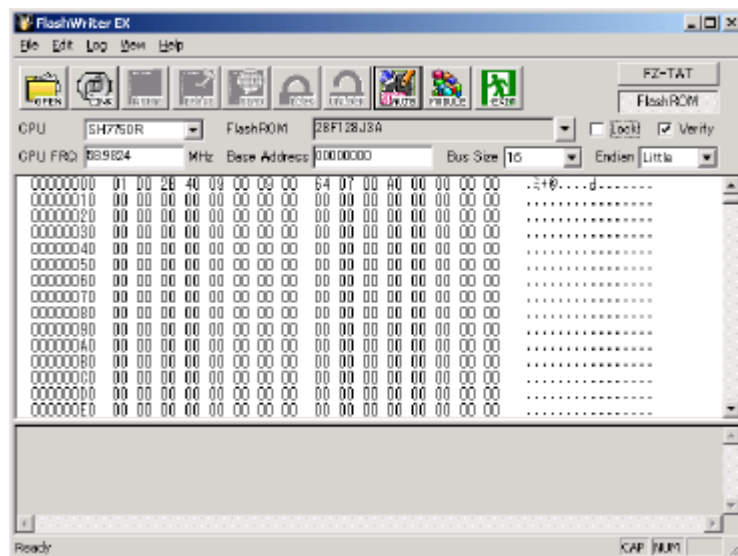 FlashWriter EX
File Edit Log View Help
OPEN LINK WRITE PRODUCE EXIT
FZ-TAT
FlashROM
CPU SH7750R FlashROM 28F128J3A Lock! Verify
CPU FRQ 58.9824 MHz Base Address 00000000 Bus Size 16 Endian Little
00000000 01 D0 2B 40 09 00 09 00 64 07 00 A0 00 00 00 00
00000010 00 00 00 00 00 00 00 00 00 00 00 00 00 00 00 00 ................
00000020 00 00 00 00 00 00 00 00 00 00 00 00 00 00 00 00 ................
00000030 00 00 00 00 00 00 00 00 00 00 00 00 00 00 00 00 ................
00000040 00 00 00 00 00 00 00 00 00 00 00 00 00 00 00 00 ................
00000050 00 00 00 00 00 00 00 00 00 00 00 00 00 00 00 00 ................
00000060 00 00 00 00 00 00 00 00 00 00 00 00 00 00 00 00 ................
00000070 00 00 00 00 00 00 00 00 00 00 00 00 00 00 00 00 ................
00000080 00 00 00 00 00 00 00 00 00 00 00 00 00 00 00 00 ................
00000090 00 00 00 00 00 00 00 00 00 00 00 00 00 00 00 00 ................
000000A0 00 00 00 00 00 00 00 00 00 00 00 00 00 00 00 00 ................
000000B0 00 00 00 00 00 00 00 00 00 00 00 00 00 00 00 00 ................
000000C0 00 00 00 00 00 00 00 00 00 00 00 00 00 00 00 00 ................
000000D0 00 00 00 00 00 00 00 00 00 00 00 00 00 00 00 00 ................
000000E0 00 00 00 00 00 00 00 00 00 00 00 00 00 00 00 00 ................
Ready CAP NUM